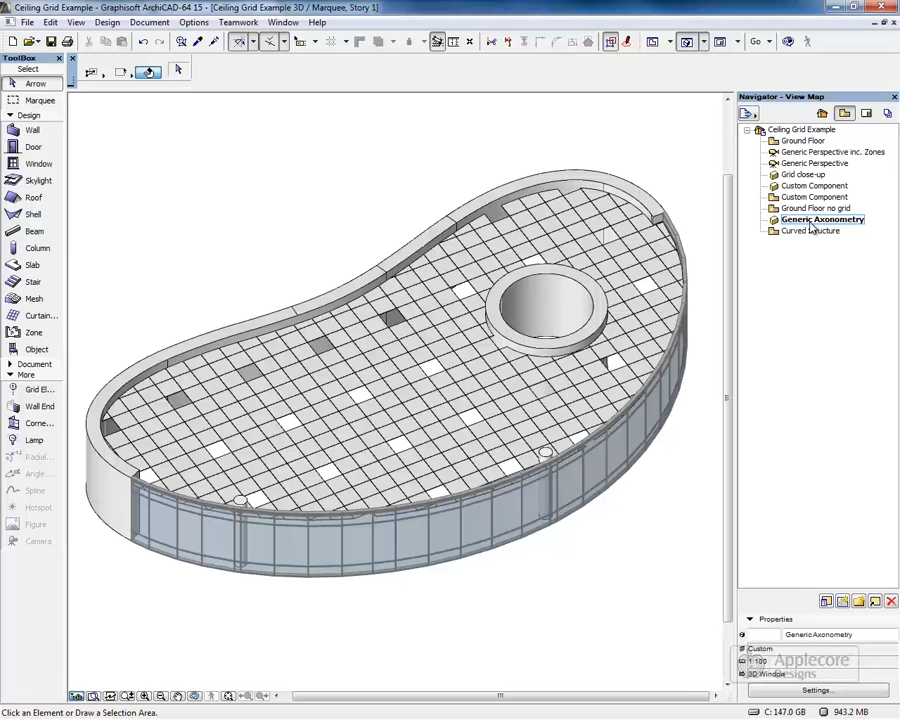 Ceiling Grid Example - Graphisoft ArchiCAD-64 15 - [Ceiling Grid Example 3D / Marquee, Story 1]
File Edit View Design Document Options Teamwork Window Help
Go
ToolBox
Select
Arrow
Marquee
Design
Wall
Door
Window
Skylight
Roof
Shell
Beam
Column
Slab
Stair
Mesh
Curtain...
Zone
Object
Document
More
Grid El...
Wall End
Corne...
Lamp
Radial...
Angle ...
Spine
Hotspot
Figure
Camera
Navigator - View Map
Ceiling Grid Example
Ground Floor
Generic Perspective inc. Zones
Generic Perspective
Grid close-up
Custom Component
Custom Component
Ground Floor no grid
Generic Axonometry
Curved Structure
Properties
Generic Axonometry
Custom
1:100
3D Window
Settings...
Applecore
Designs
Click an Element or Draw a Selection Area.
C: 147.0 GB
943.2 MB